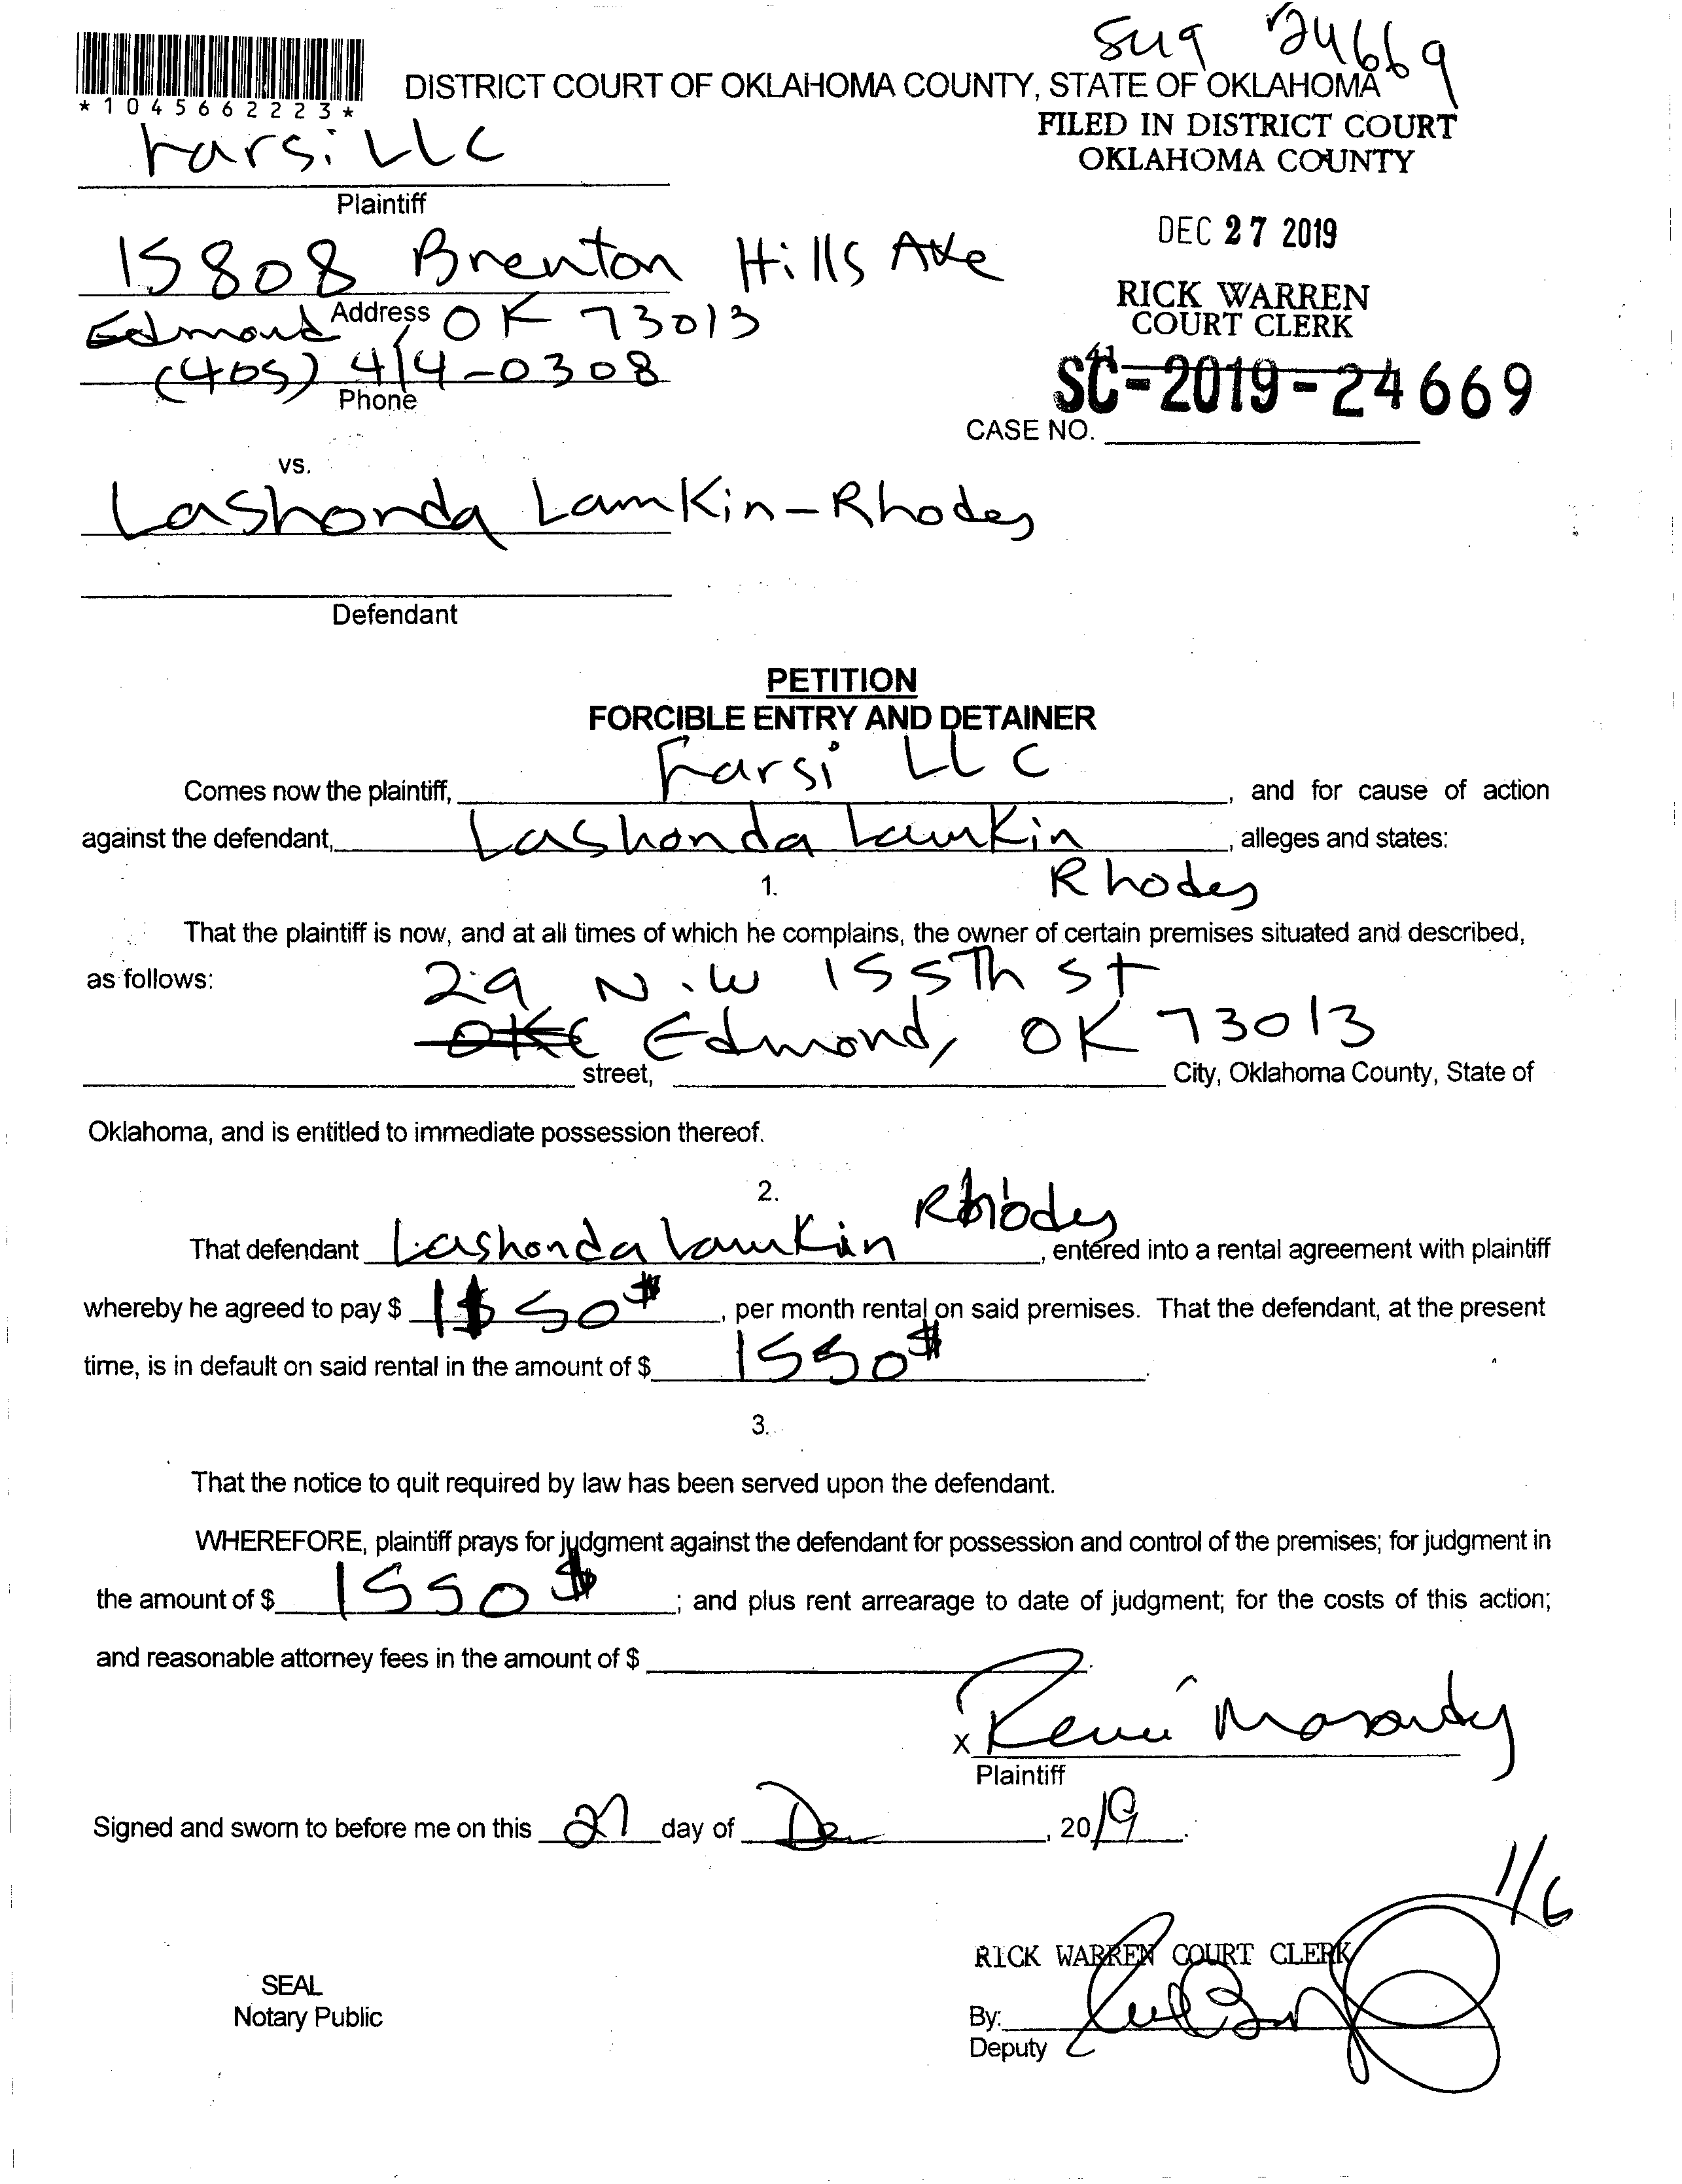 Sug 24669
*1045662223*
DISTRICT COURT OF OKLAHOMA COUNTY, STATE OF OKLAHOMA
FILED IN DISTRICT COURT
OKLAHOMA COUNTY
Farsi LLC
Plaintiff
DEC 27 2019
15808 Brenton Hills Ave
Address
RICK WARREN
COURT CLERK
Edmond, OK 73013
(405) 414-0308
Phone
SC-2019-24669
CASE NO.
vs.
Lashonda Lamkin-Rhodes
Defendant
PETITION
FORCIBLE ENTRY AND DETAINER
Comes now the plaintiff, Farsi LLC, and for cause of action
against the defendant, Lashonda Lamkin Rhodes, alleges and states:
1.
That the plaintiff is now, and at all times of which he complains, the owner of certain premises situated and described,
as follows: 29 N.W 155Th St
OKC Edmond, OK 73013
street, City, Oklahoma County, State of
Oklahoma, and is entitled to immediate possession thereof.
2.
That defendant Lashonda Lamkin Rhodes, entered into a rental agreement with plaintiff
whereby he agreed to pay $ 1550$, per month rental on said premises. That the defendant, at the present
time, is in default on said rental in the amount of $ 1550$.
3.
That the notice to quit required by law has been served upon the defendant.
WHEREFORE, plaintiff prays for judgment against the defendant for possession and control of the premises; for judgment in
the amount of $ 1550$; and plus rent arrearage to date of judgment; for the costs of this action;
and reasonable attorney fees in the amount of $
X
Plaintiff
Signed and sworn to before me on this 27 day of Dec, 2019.
1/6
RICK WARREN COURT CLERK
SEAL
Notary Public
By:
Deputy